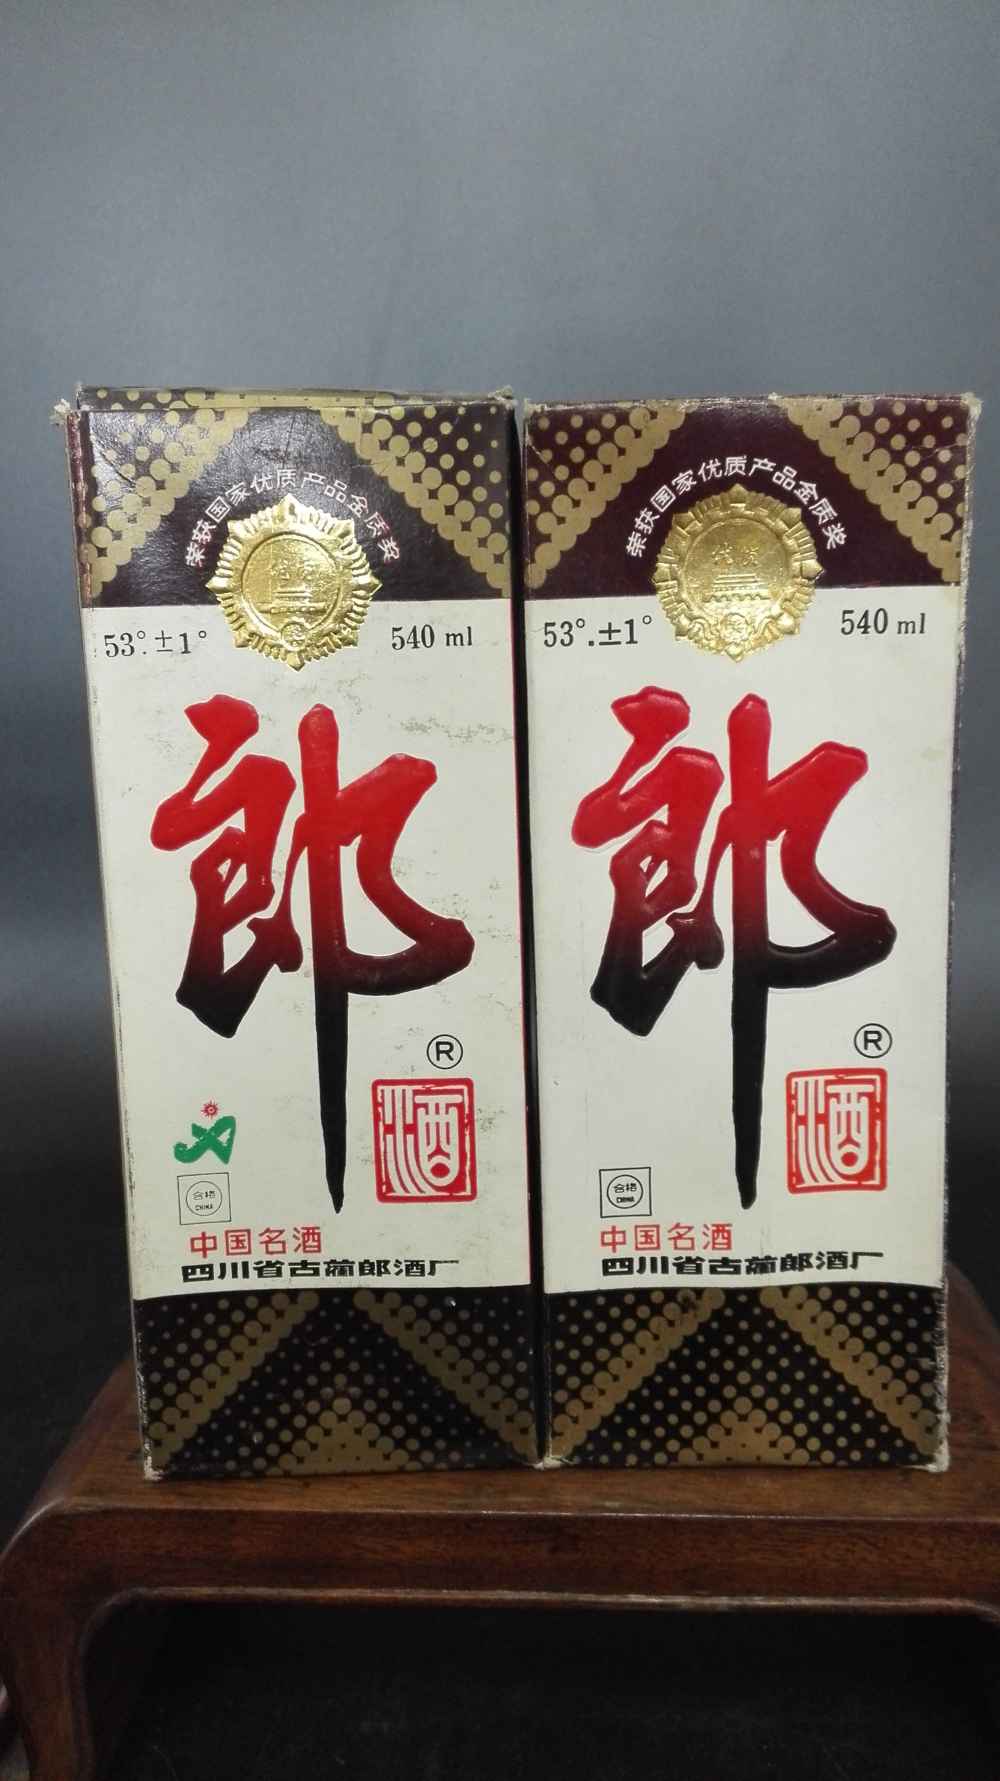 荣获国家优质产品金质奖
53°.±1°
540 ml
郎
®
酒
合格
CHINA
中国名酒
四川省古蔺郎酒厂
荣获国家优质产品金质奖
53°.±1°
540 ml
郎
®
酒
合格
CHINA
中国名酒
四川省古蔺郎酒厂